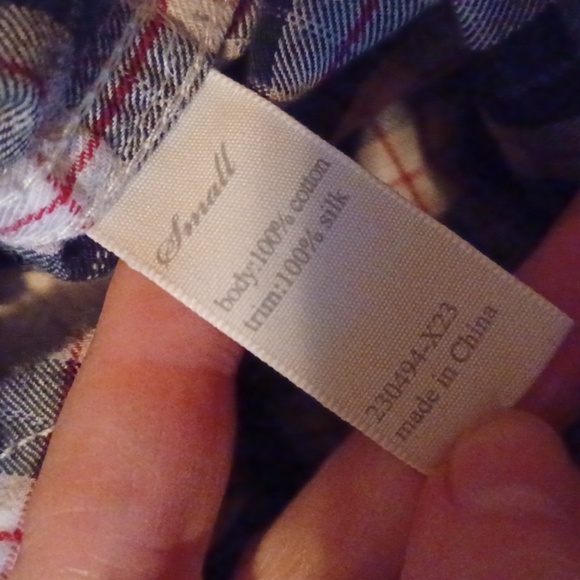 Small
body:100% cotton
trim:100% silk
230494-X23
made in China